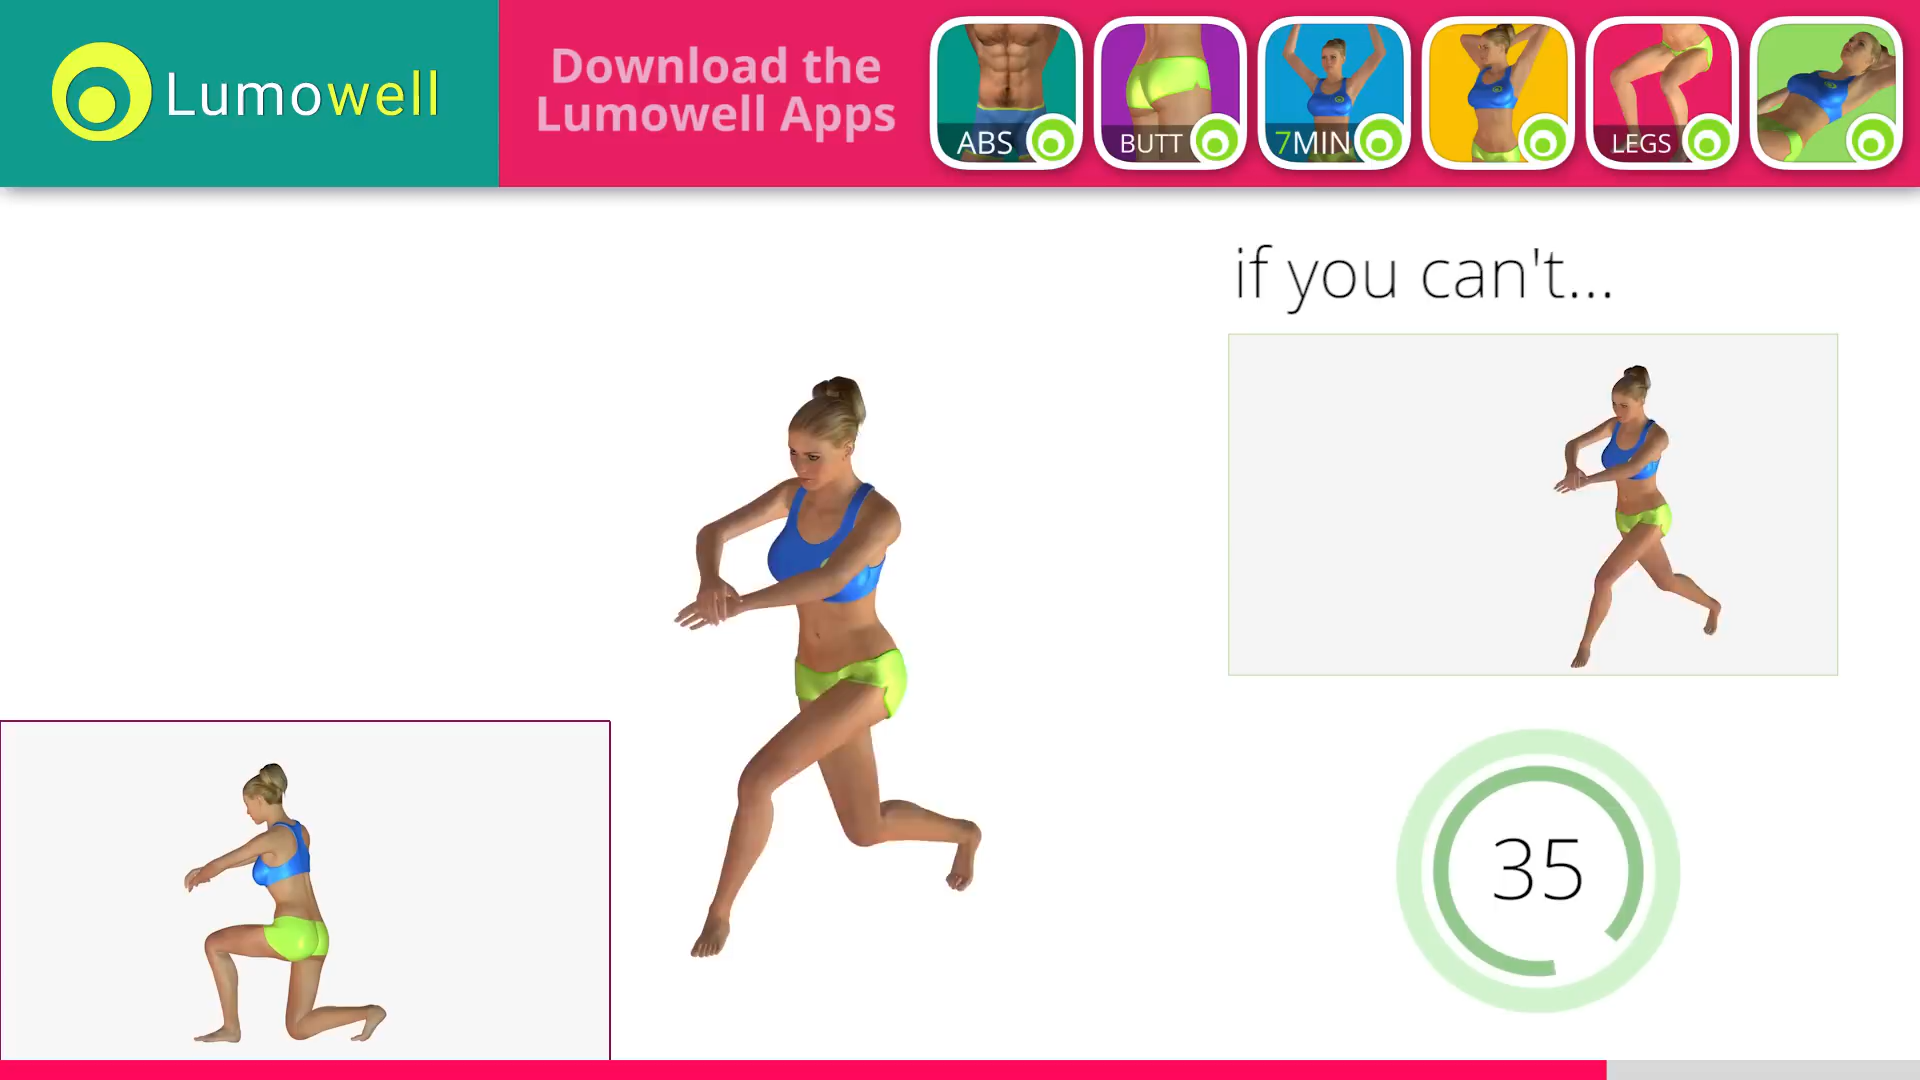 Lumowell
Download the
Lumowell Apps
ABS
BUTT
7MIN
LEGS
if you can't...
35